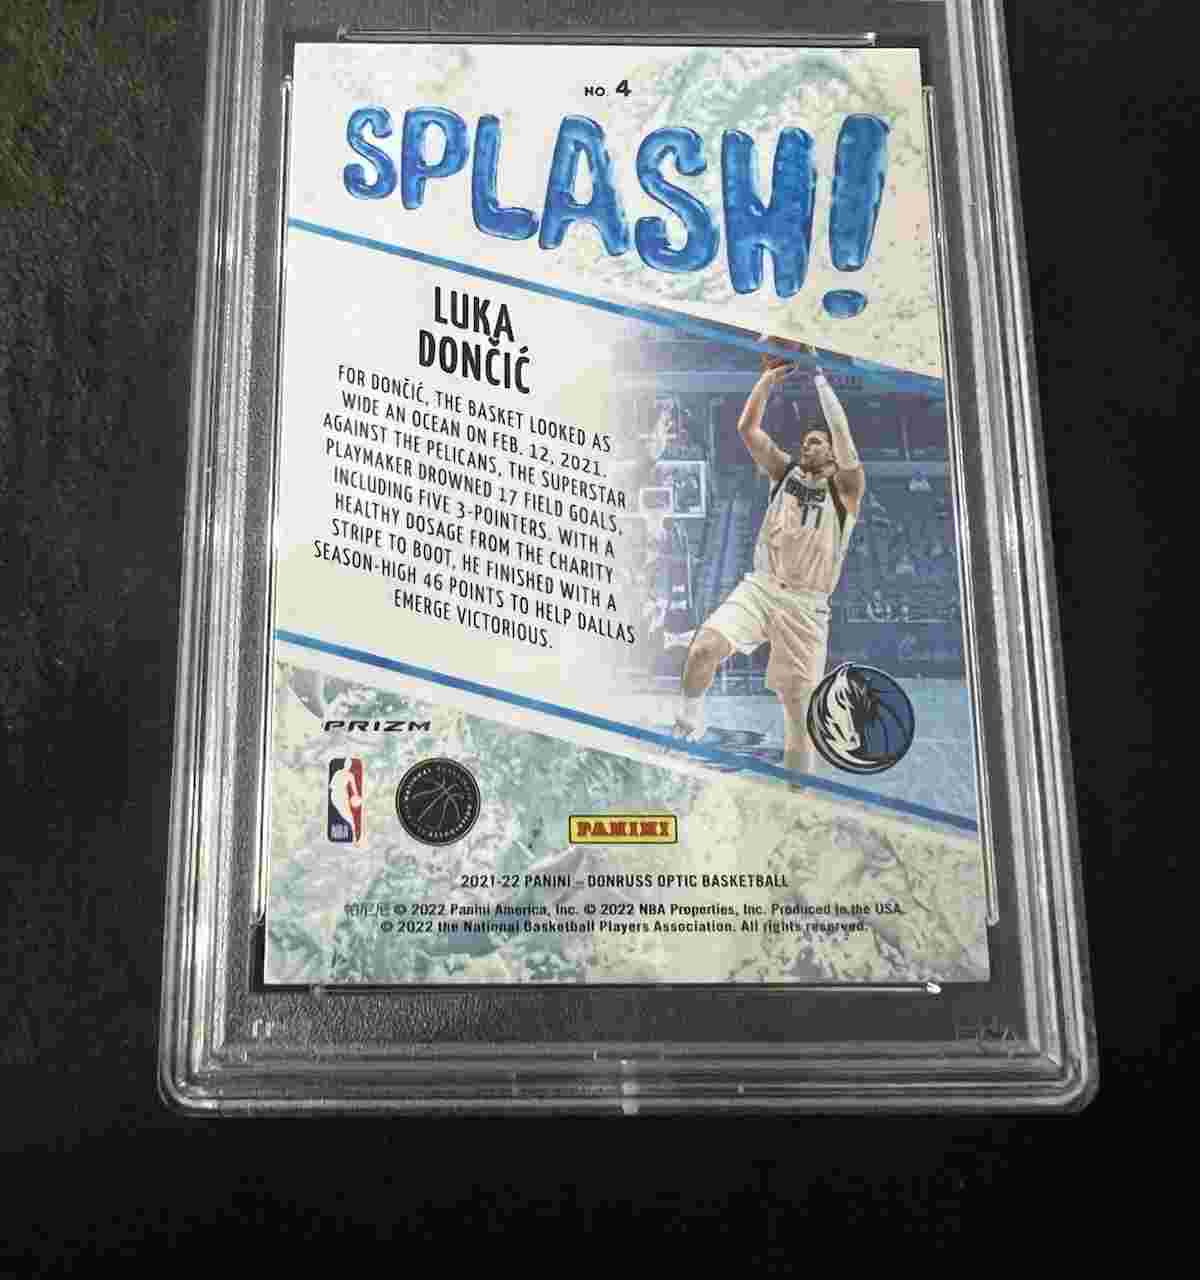 NO. 4
SPLASH!
LUKA
DONČIĆ
FOR DONČIĆ, THE BASKET LOOKED AS
WIDE AN OCEAN ON FEB. 12, 2021.
AGAINST THE PELICANS, THE SUPERSTAR
PLAYMAKER DROWNED 17 FIELD GOALS,
INCLUDING FIVE 3-POINTERS. WITH A
HEALTHY DOSAGE FROM THE CHARITY
STRIPE TO BOOT, HE FINISHED WITH A
SEASON-HIGH 46 POINTS TO HELP DALLAS
EMERGE VICTORIOUS.
77
PRIZM
NBA
PANINI
2021-22 PANINI – DONRUSS OPTIC BASKETBALL
© 2022 Panini America, Inc. © 2022 NBA Properties, Inc. Produced in the USA.
© 2022 the National Basketball Players Association. All rights reserved.